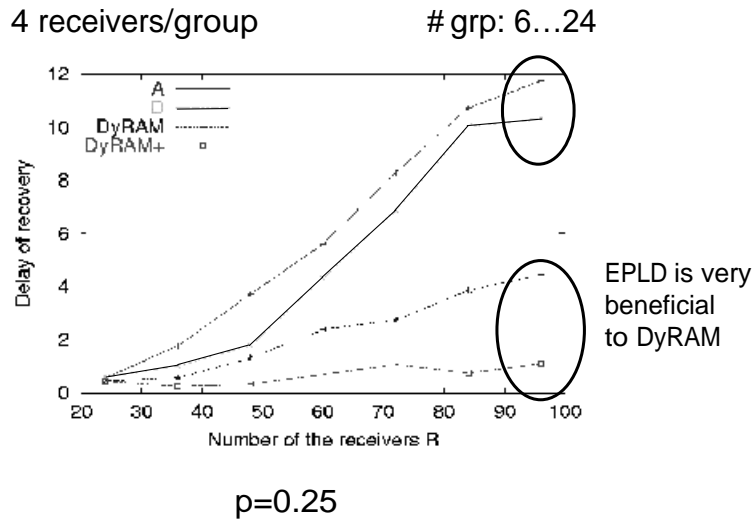 4 receivers/group
# grp: 6…24
12
10
8
6
4
2
0
A
D
DyRAM
DyRAM+
Delay of recovery
EPLD is very
beneficial
to DyRAM
20 30 40 50 60 70 80 90 100
Number of the receivers R
p=0.25